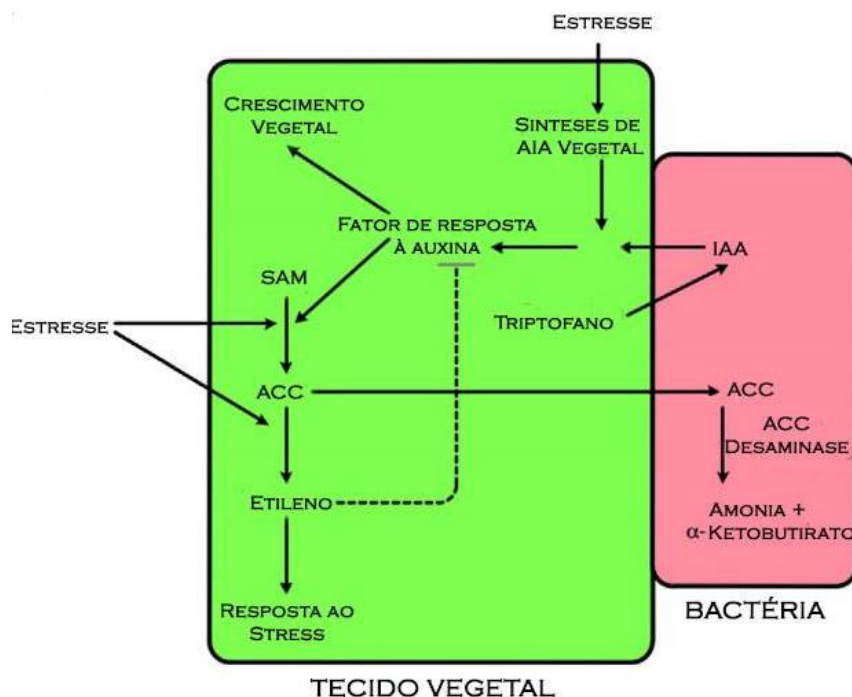 Estresse
Crescimento
Vegetal
Sinteses de
AIA Vegetal
Fator de resposta
à auxina
IAA
SAM
Triptofano
Estresse
ACC
ACC
ACC
Desaminase
Etileno
Amonia +
α-Ketobutirato
Resposta ao
Stress
BACTÉRIA
TECIDO VEGETAL